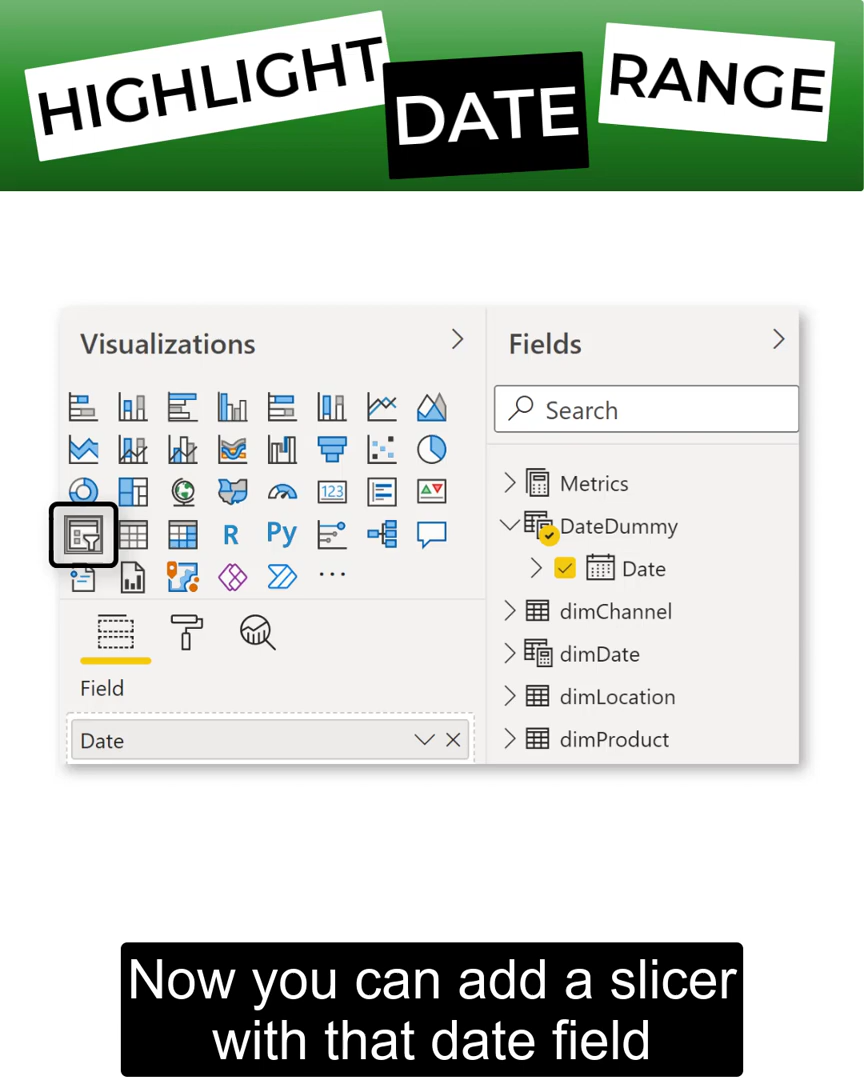 HIGHLIGHT DATE RANGE
Visualizations
Fields
Search
123
R
Py
...
Metrics
DateDummy
Date
dimChannel
dimDate
dimLocation
dimProduct
Field
Date
Now you can add a slicer
with that date field